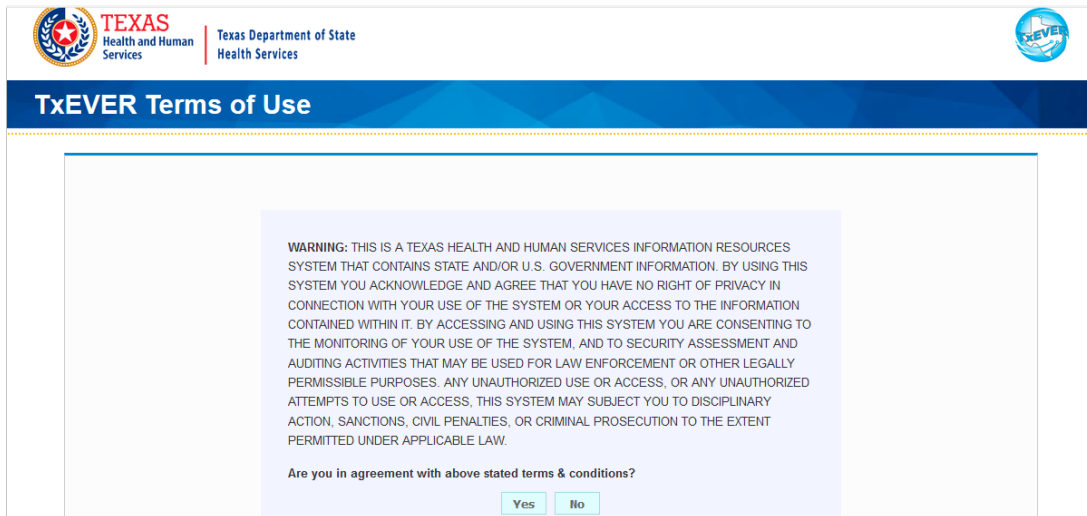 TEXAS
Health and Human
Services
Texas Department of State
Health Services
TxEVER
TxEVER Terms of Use
WARNING: THIS IS A TEXAS HEALTH AND HUMAN SERVICES INFORMATION RESOURCES
SYSTEM THAT CONTAINS STATE AND/OR U.S. GOVERNMENT INFORMATION. BY USING THIS
SYSTEM YOU ACKNOWLEDGE AND AGREE THAT YOU HAVE NO RIGHT OF PRIVACY IN
CONNECTION WITH YOUR USE OF THE SYSTEM OR YOUR ACCESS TO THE INFORMATION
CONTAINED WITHIN IT. BY ACCESSING AND USING THIS SYSTEM YOU ARE CONSENTING TO
THE MONITORING OF YOUR USE OF THE SYSTEM, AND TO SECURITY ASSESSMENT AND
AUDITING ACTIVITIES THAT MAY BE USED FOR LAW ENFORCEMENT OR OTHER LEGALLY
PERMISSIBLE PURPOSES. ANY UNAUTHORIZED USE OR ACCESS, OR ANY UNAUTHORIZED
ATTEMPTS TO USE OR ACCESS, THIS SYSTEM MAY SUBJECT YOU TO DISCIPLINARY
ACTION, SANCTIONS, CIVIL PENALTIES, OR CRIMINAL PROSECUTION TO THE EXTENT
PERMITTED UNDER APPLICABLE LAW.
Are you in agreement with above stated terms & conditions?
Yes No